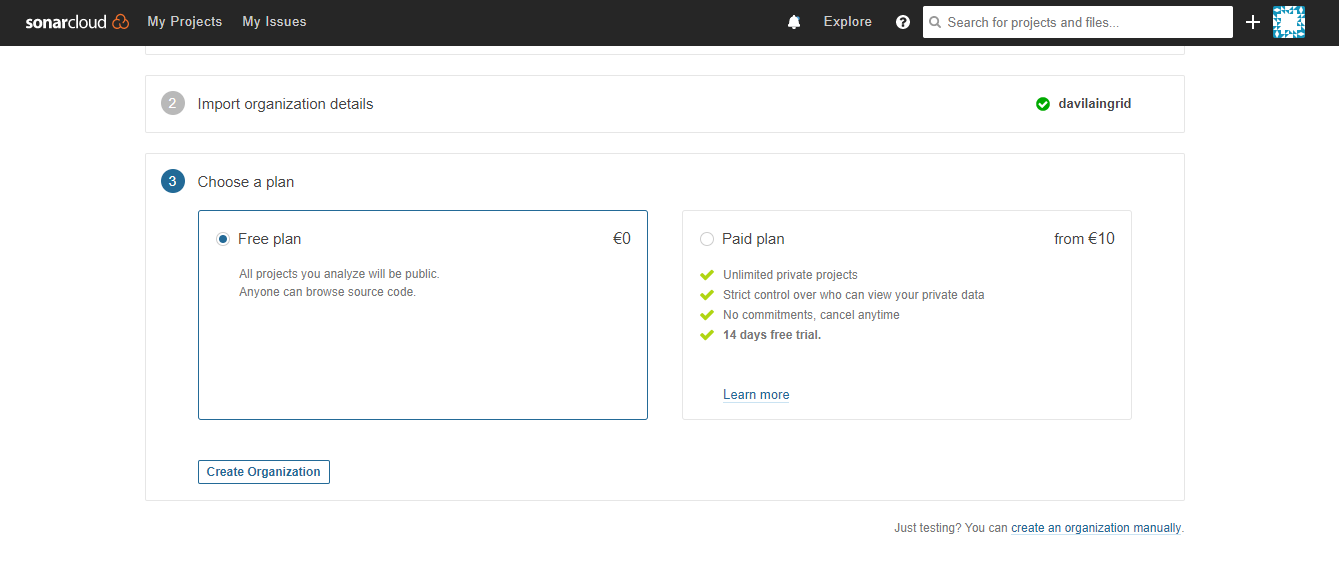 sonarcloud My Projects My Issues Explore ? Search for projects and files... +
2 Import organization details davilaingrid
3 Choose a plan
Free plan €0
All projects you analyze will be public.
Anyone can browse source code.
Paid plan from €10
Unlimited private projects
Strict control over who can view your private data
No commitments, cancel anytime
14 days free trial.
Learn more
Create Organization
Just testing? You can create an organization manually.